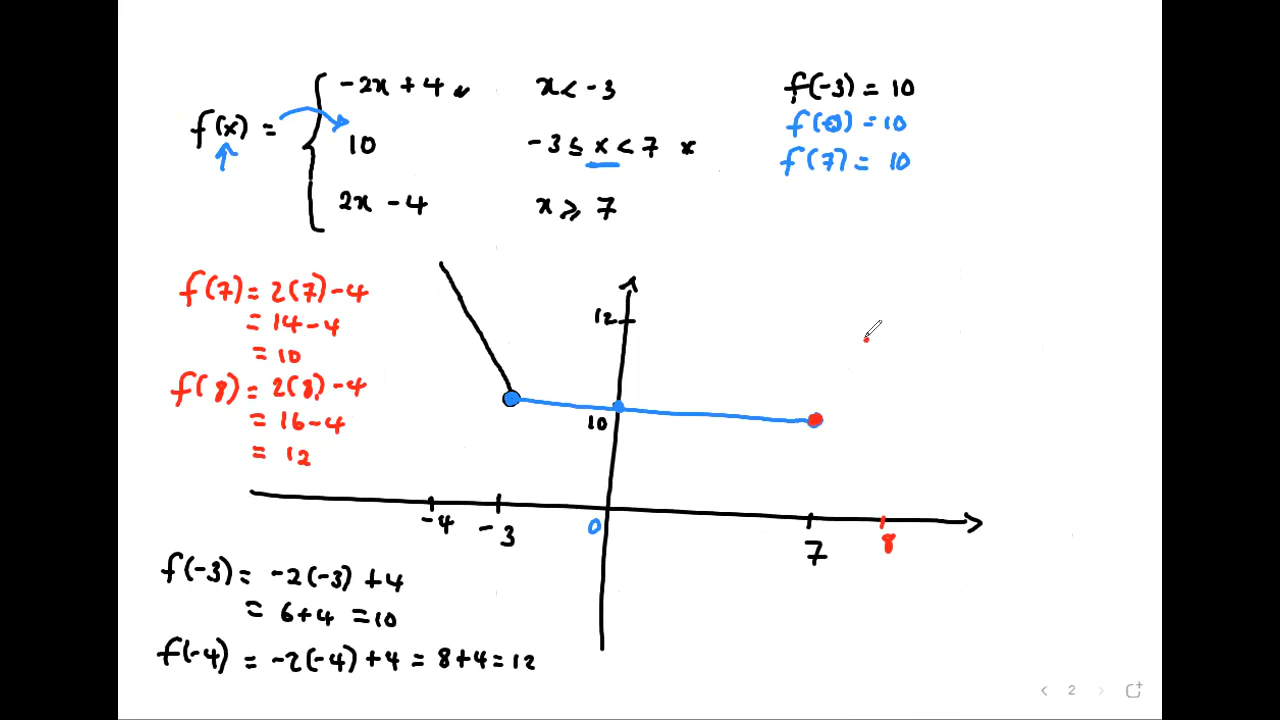 f(x) = { -2x + 4 x < -3
10 -3 ≤ x < 7 x
2x - 4 x ≥ 7
f(-3) = 10
f(0) = 10
f(7) = 10
f(7) = 2(7) - 4
= 14 - 4
= 10
f(8) = 2(8) - 4
= 16 - 4
= 12
12
10
-4 -3 0 7 8
f(-3) = -2(-3) + 4
= 6 + 4 = 10
f(-4) = -2(-4) + 4 = 8 + 4 = 12
2